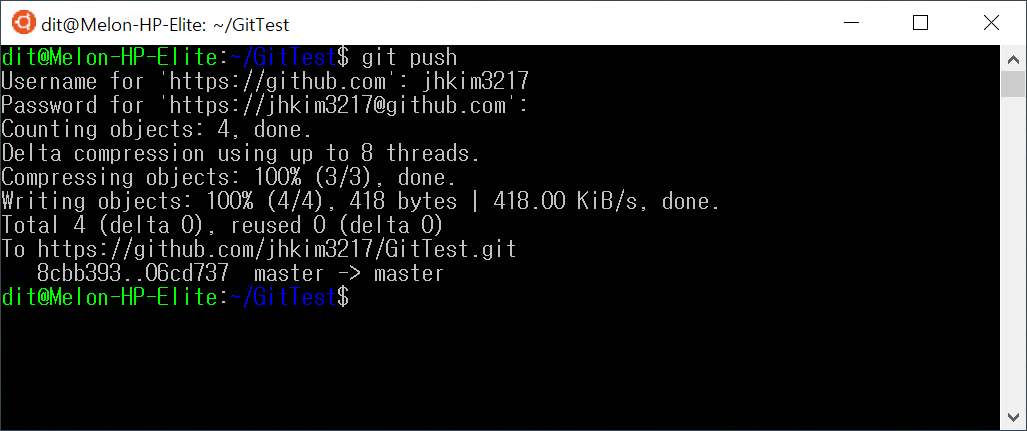 dit@Melon-HP-Elite: ~/GitTest
dit@Melon-HP-Elite:~/GitTest$ git push
Username for 'https://github.com': jhkim3217
Password for 'https://jhkim3217@github.com':
Counting objects: 4, done.
Delta compression using up to 8 threads.
Compressing objects: 100% (3/3), done.
Writing objects: 100% (4/4), 418 bytes | 418.00 KiB/s, done.
Total 4 (delta 0), reused 0 (delta 0)
To https://github.com/jhkim3217/GitTest.git
   8cbb393..06cd737  master -> master
dit@Melon-HP-Elite:~/GitTest$